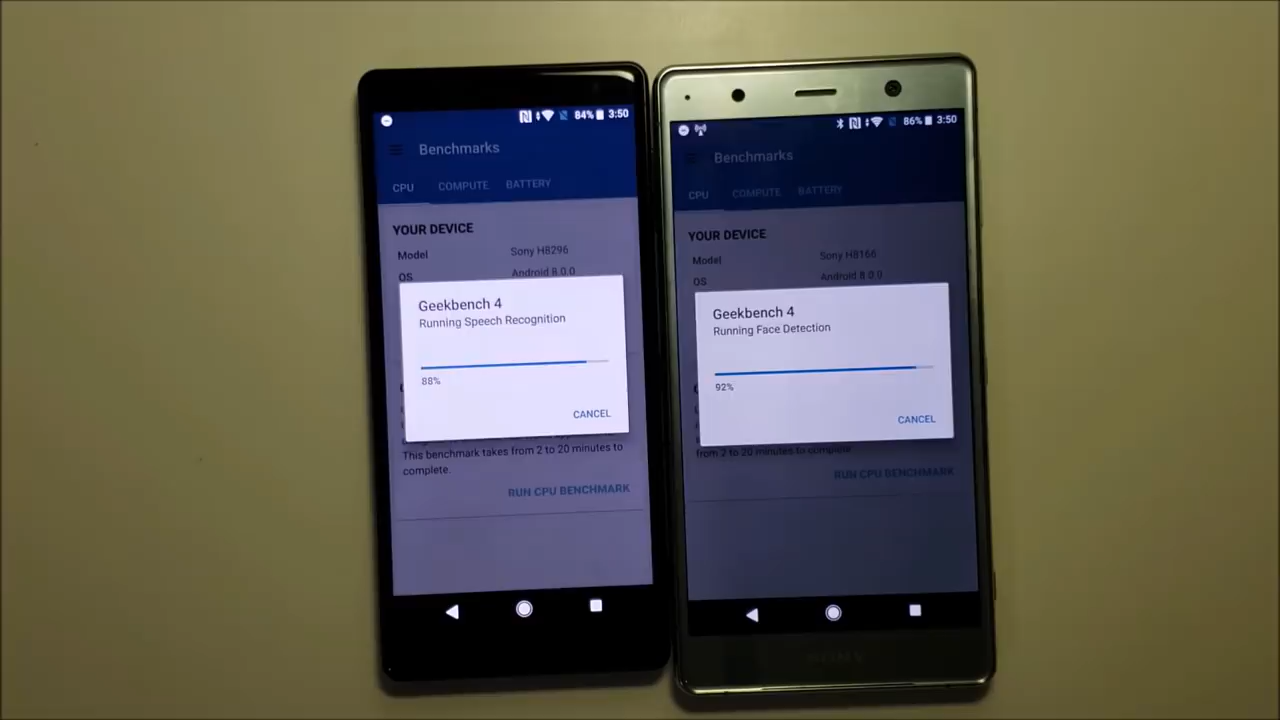 84% 3:50
Benchmarks
CPU COMPUTE BATTERY
YOUR DEVICE
Model Sony H8296
OS Android 8.0.0
Geekbench 4
Running Speech Recognition
88%
CANCEL
This benchmark takes from 2 to 20 minutes to
complete.
RUN CPU BENCHMARK
86% 3:50
Benchmarks
CPU COMPUTE BATTERY
YOUR DEVICE
Model Sony H8166
OS Android 8.0.0
Geekbench 4
Running Face Detection
92%
CANCEL
from 2 to 20 minutes to complete.
RUN CPU BENCHMARK
SONY